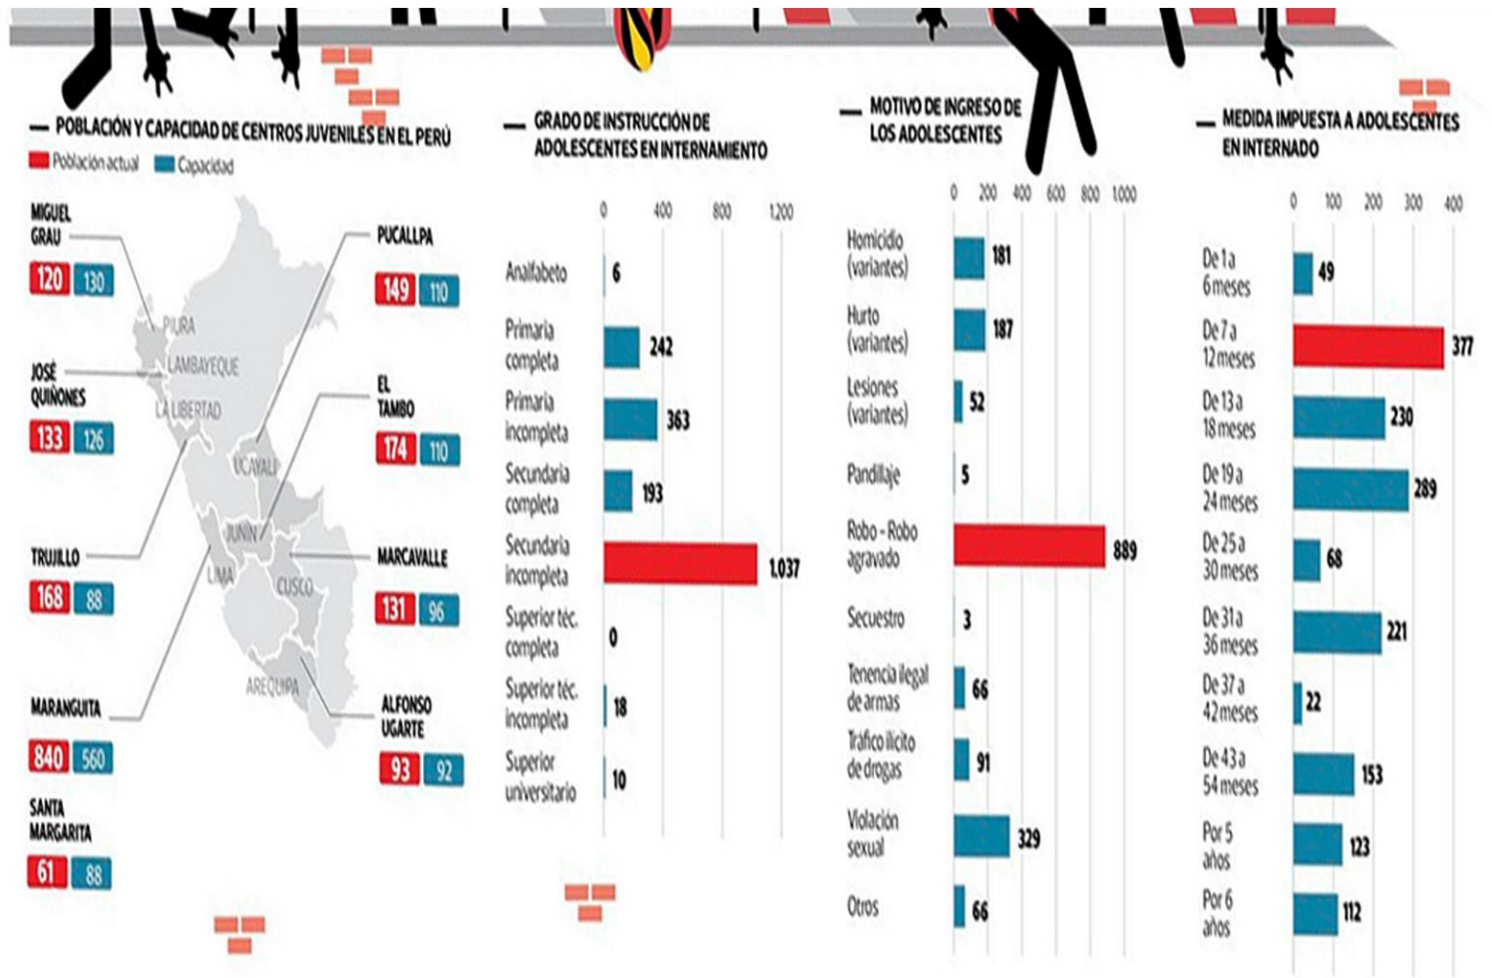 POBLACIÓN Y CAPACIDAD DE CENTROS JUVENILES EN EL PERÚ
Población actual
Capacidad
MIGUEL
GRAU
120 130
JOSÉ
QUIÑONES
133 126
TRUJILLO
168 88
MARANGUITA
840 560
SANTA
MARGARITA
61 88
PIURA
LAMBAYEQUE
LA LIBERTAD
UCAYALI
JUNÍN
LIMA
CUSCO
AREQUIPA
PUCALLPA
149 110
EL
TAMBO
174 110
MARCAVALLE
131 96
ALFONSO
UGARTE
93 92
GRADO DE INSTRUCCIÓN DE
ADOLESCENTES EN INTERNAMIENTO
0 400 800 1.200
Analfabeto 6
Primaria
completa 242
Primaria
incompleta 363
Secundaria
completa 193
Secundaria
incompleta 1.037
Superior téc.
completa 0
Superior téc.
incompleta 18
Superior
universitario 10
MOTIVO DE INGRESO DE
LOS ADOLESCENTES
0 200 400 600 800 1.000
Homicidio
(variantes) 181
Hurto
(variantes) 187
Lesiones
(variantes) 52
Pandillaje 5
Robo - Robo
agravado 889
Secuestro 3
Tenencia ilegal
de armas 66
Tráfico ilícito
de drogas 91
Violación
sexual 329
Otros 66
MEDIDA IMPUESTA A ADOLESCENTES
EN INTERNADO
0 100 200 300 400
De 1 a
6 meses 49
De 7 a
12 meses 377
De 13 a
18 meses 230
De 19 a
24 meses 289
De 25 a
30 meses 68
De 31 a
36 meses 221
De 37 a
42 meses 22
De 43 a
54 meses 153
Por 5
años 123
Por 6
años 112